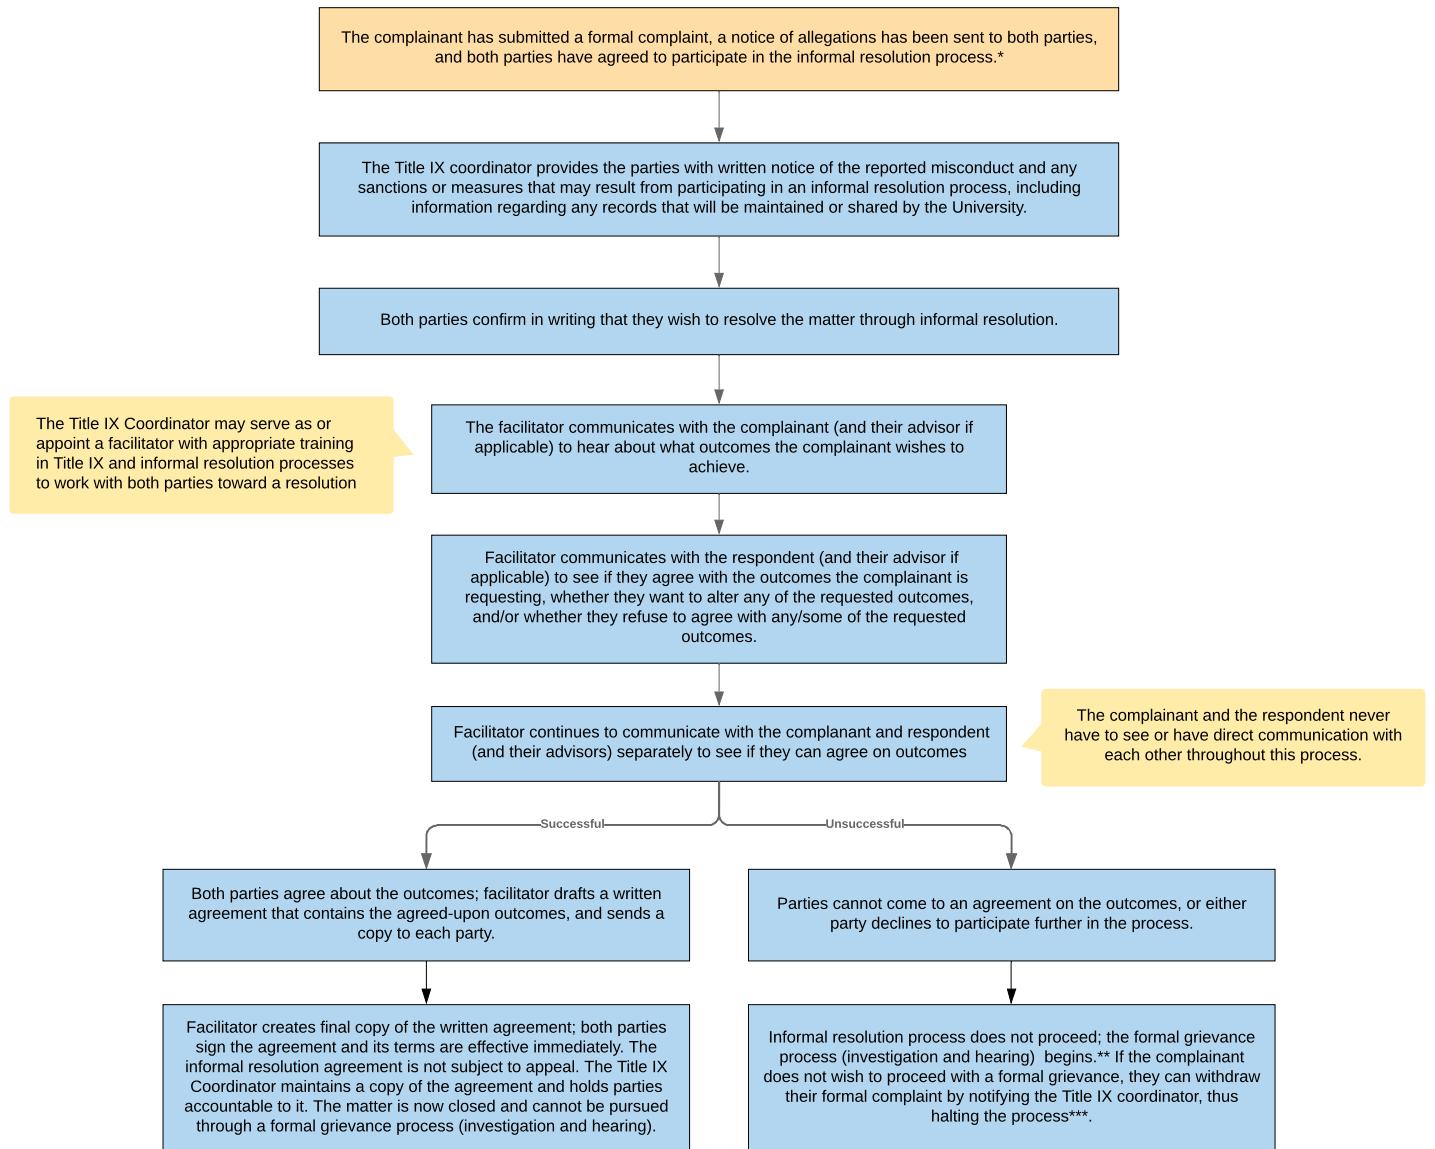 The complainant has submitted a formal complaint, a notice of allegations has been sent to both parties,
and both parties have agreed to participate in the informal resolution process.*
The Title IX coordinator provides the parties with written notice of the reported misconduct and any
sanctions or measures that may result from participating in an informal resolution process, including
information regarding any records that will be maintained or shared by the University.
Both parties confirm in writing that they wish to resolve the matter through informal resolution.
The Title IX Coordinator may serve as or
appoint a facilitator with appropriate training
in Title IX and informal resolution processes
to work with both parties toward a resolution
The facilitator communicates with the complainant (and their advisor if
applicable) to hear about what outcomes the complainant wishes to
achieve.
Facilitator communicates with the respondent (and their advisor if
applicable) to see if they agree with the outcomes the complainant is
requesting, whether they want to alter any of the requested outcomes,
and/or whether they refuse to agree with any/some of the requested
outcomes.
Facilitator continues to communicate with the complanant and respondent
(and their advisors) separately to see if they can agree on outcomes
The complainant and the respondent never
have to see or have direct communication with
each other throughout this process.
Successful
Unsuccessful
Both parties agree about the outcomes; facilitator drafts a written
agreement that contains the agreed-upon outcomes, and sends a
copy to each party.
Parties cannot come to an agreement on the outcomes, or either
party declines to participate further in the process.
Facilitator creates final copy of the written agreement; both parties
sign the agreement and its terms are effective immediately. The
informal resolution agreement is not subject to appeal. The Title IX
Coordinator maintains a copy of the agreement and holds parties
accountable to it. The matter is now closed and cannot be pursued
through a formal grievance process (investigation and hearing).
Informal resolution process does not proceed; the formal grievance
process (investigation and hearing)  begins.** If the complainant
does not wish to proceed with a formal grievance, they can withdraw
their formal complaint by notifying the Title IX coordinator, thus
halting the process***.